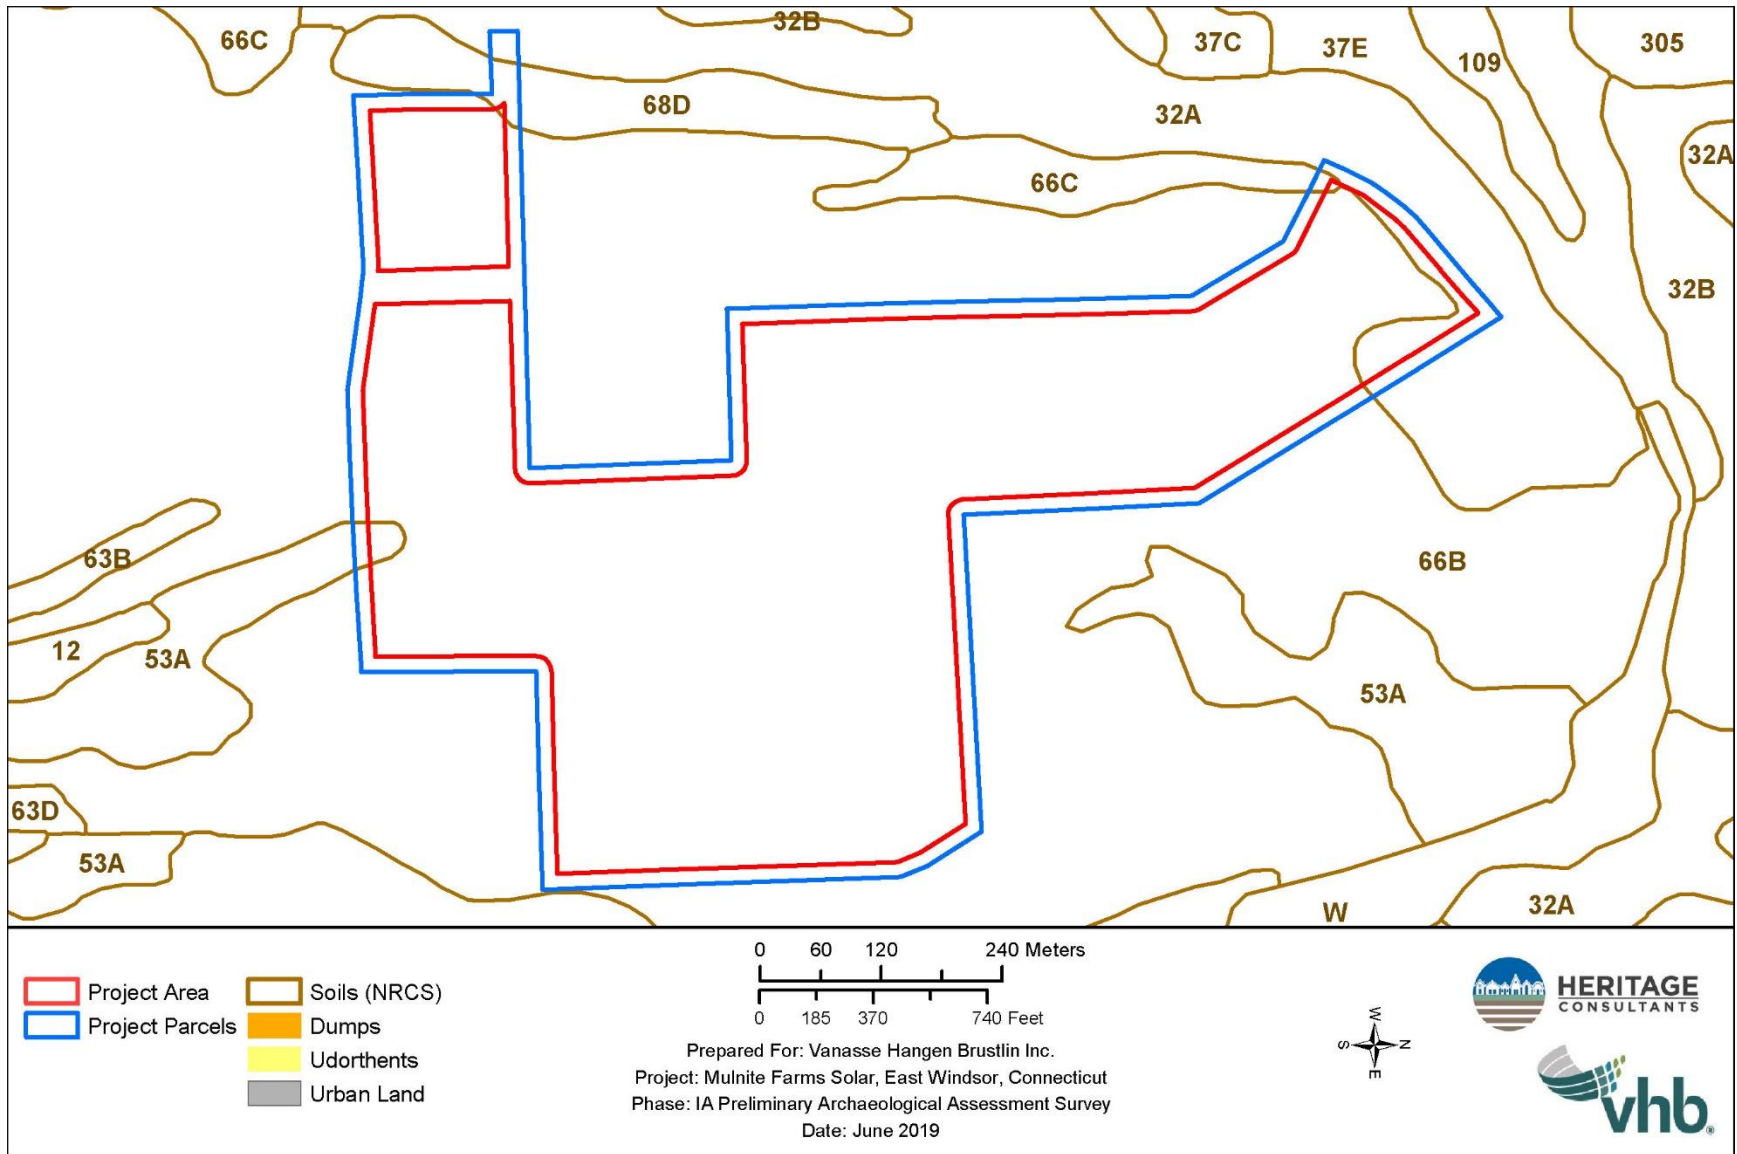 66C
32B
37C
37E
109
305
68D
32A
32A
66C
32B
63B
66B
12
53A
53A
63D
53A
W
32A
Project Area
Project Parcels
Soils (NRCS)
Dumps
Udorthents
Urban Land
0 60 120 240 Meters
0 185 370 740 Feet
Prepared For: Vanasse Hangen Brustlin Inc.
Project: Mulnite Farms Solar, East Windsor, Connecticut
Phase: IA Preliminary Archaeological Assessment Survey
Date: June 2019
W
S N
E
HERITAGE
CONSULTANTS
vhb®